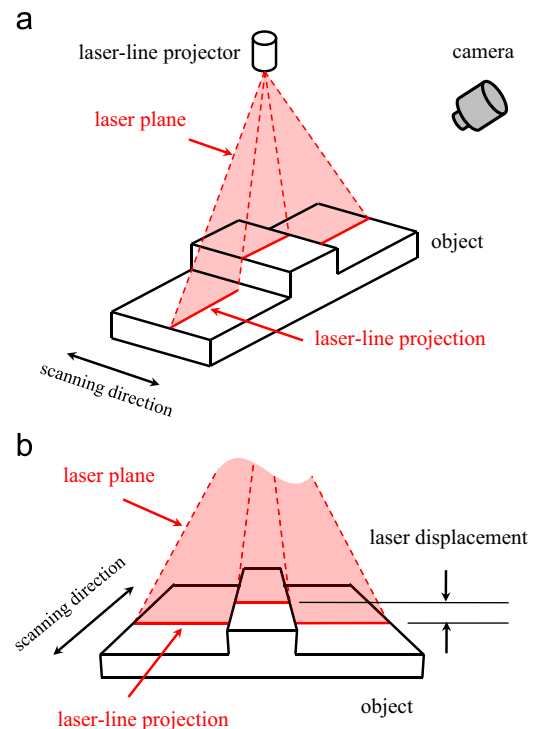 a
laser-line projector
camera
laser plane
object
laser-line projection
scanning direction
b
laser plane
laser displacement
scanning direction
object
laser-line projection